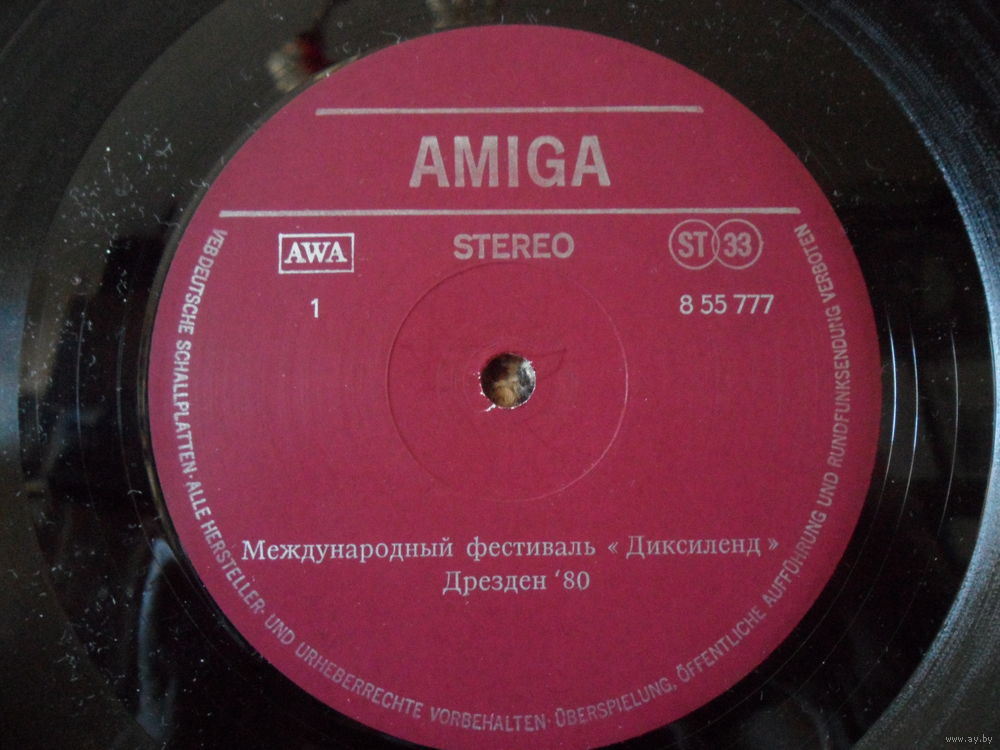 AMIGA
AWA
STEREO
ST 33
1
8 55 777
Международный фестиваль « Диксиленд »
Дрезден '80
VEB DEUTSCHE SCHALLPLATTEN · ALLE HERSTELLER- UND URHEBERRECHTE VORBEHALTEN · ÜBERSPIELUNG, ÖFFENTLICHE AUFFÜHRUNG UND RUNDFUNKSENDUNG VERBOTEN
www.ay.by